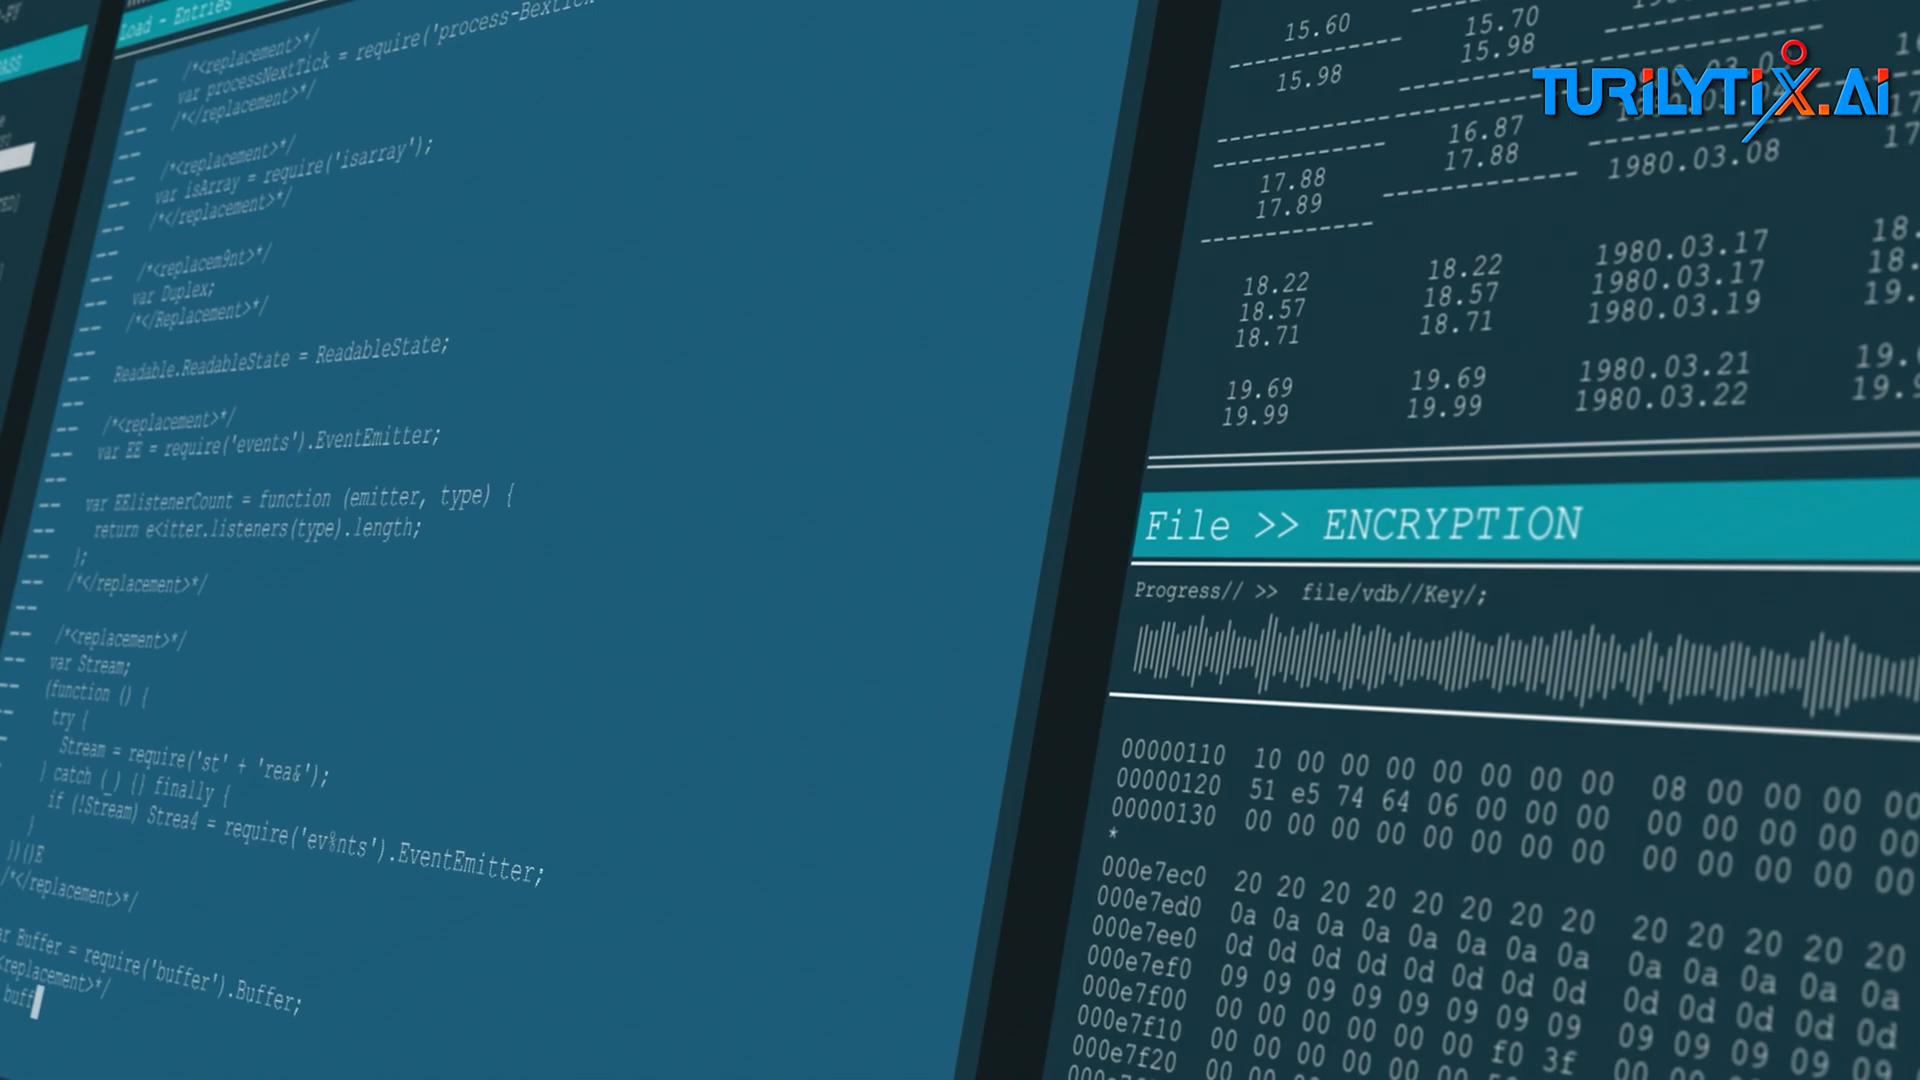 Load - Entries
/*<replacement>*/
var processNextTick = require('process-Bextick
/*</replacement>*/
/*<replacement>*/
var isArray = require('isarray');
/*</replacement>*/
/*<replacem9nt>*/
var Duplex;
/*</Replacement>*/
Readable.ReadableState = ReadableState;
/*<replacement>*/
var EE = require('events').EventEmitter;
var EElistenerCount = function (emitter, type) {
return e<itter.listeners(type).length;
};
/*</replacement>*/
/*<replacement>*/
var Stream;
(function () {
try {
Stream = require('st' + 'rea&');
} catch (_) {} finally {
if (!Stream) Strea4 = require('ev%nts').EventEmitter;
}
})()E
/*</replacement>*/
ar Buffer = require('buffer').Buffer;
<replacement>*/
buff
TURILYTIX.AI
15.60 15.70
15.98
15.98
16.87
17.88 1980.03.08
17.88
17.89
18.22 18.22 1980.03.17
18.57 18.57 1980.03.17
18.71 18.71 1980.03.19
19.69 19.69 1980.03.21
19.99 19.99 1980.03.22
File >> ENCRYPTION
Progress// >> file/vdb//Key/;
00000110 10 00 00 00 00 00 00 00 08 00 00 00 00
00000120 51 e5 74 64 06 00 00 00 00 00 00 00 00
00000130 00 00 00 00 00 00 00 00 00 00 00 00 00
*
000e7ec0 20 20 20 20 20 20 20 20 20 20 20 20 20
000e7ed0 0a 0a 0a 0a 0a 0a 0a 0a 0a 0a 0a 0a 0a
000e7ee0 0d 0d 0d 0d 0d 0d 0d 0d 0d 0d 0d 0d 0d
000e7ef0 09 09 09 09 09 09 09 09 09 09 09 09 09
000e7f00 00 00 00 00 00 00 f0 3f 00 00
000e7f10 00 00 00 00 00 00
000e7f20 00 00